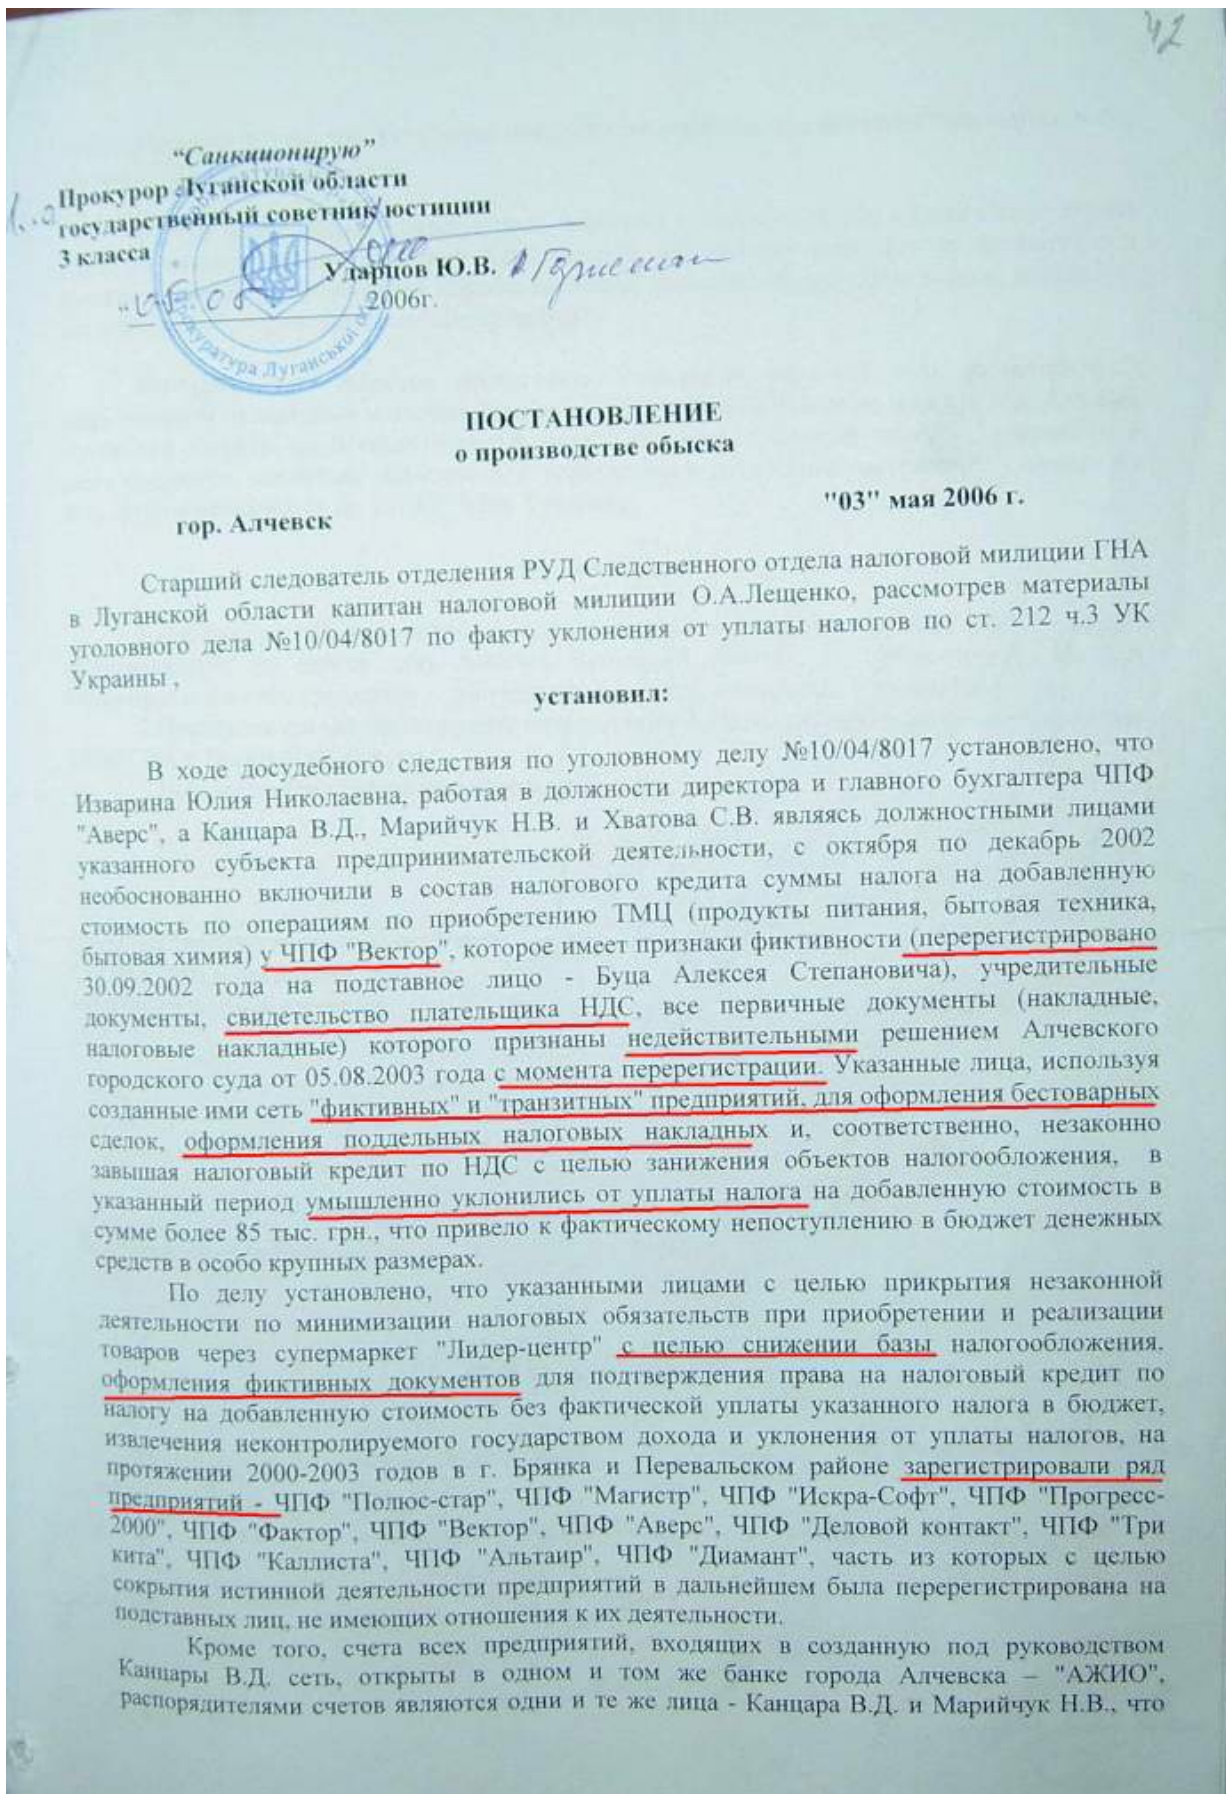 42
“Санкционирую”
Прокурор Луганской области
государственный советник юстиции
3 класса
Ударцов Ю.В.
2006г.
Прокуратура Луганської
ПОСТАНОВЛЕНИЕ
о производстве обыска
гор. Алчевск "03" мая 2006 г.
Старший следователь отделения РУД Следственного отдела налоговой милиции ГНА
в Луганской области капитан налоговой милиции О.А.Лещенко, рассмотрев материалы
уголовного дела №10/04/8017 по факту уклонения от уплаты налогов по ст. 212 ч.3 УК
Украины ,
установил:
В ходе досудебного следствия по уголовному делу №10/04/8017 установлено, что
Изварина Юлия Николаевна, работая в должности директора и главного бухгалтера ЧПФ
"Аверс", а Канцара В.Д., Марийчук Н.В. и Хватова С.В. являясь должностными лицами
указанного субъекта предпринимательской деятельности, с октября по декабрь 2002
необоснованно включили в состав налогового кредита суммы налога на добавленную
стоимость по операциям по приобретению ТМЦ (продукты питания, бытовая техника,
бытовая химия) у ЧПФ "Вектор", которое имеет признаки фиктивности (перерегистрировано
30.09.2002 года на подставное лицо - Буца Алексея Степановича), учредительные
документы, свидетельство плательщика НДС, все первичные документы (накладные,
налоговые накладные) которого признаны недействительными решением Алчевского
городского суда от 05.08.2003 года с момента перерегистрации. Указанные лица, используя
созданные ими сеть "фиктивных" и "транзитных" предприятий, для оформления бестоварных
сделок, оформления поддельных налоговых накладных и, соответственно, незаконно
завышая налоговый кредит по НДС с целью занижения объектов налогообложения, в
указанный период умышленно уклонились от уплаты налога на добавленную стоимость в
сумме более 85 тыс. грн., что привело к фактическому непоступлению в бюджет денежных
средств в особо крупных размерах.
По делу установлено, что указанными лицами с целью прикрытия незаконной
деятельности по минимизации налоговых обязательств при приобретении и реализации
товаров через супермаркет "Лидер-центр" с целью снижении базы налогообложения,
оформления фиктивных документов для подтверждения права на налоговый кредит по
налогу на добавленную стоимость без фактической уплаты указанного налога в бюджет,
извлечения неконтролируемого государством дохода и уклонения от уплаты налогов, на
протяжении 2000-2003 годов в г. Брянка и Перевальском районе зарегистрировали ряд
предприятий - ЧПФ "Полюс-стар", ЧПФ "Магистр", ЧПФ "Искра-Софт", ЧПФ "Прогресс-
2000", ЧПФ "Фактор", ЧПФ "Вектор", ЧПФ "Аверс", ЧПФ "Деловой контакт", ЧПФ "Три
кита", ЧПФ "Каллиста", ЧПФ "Альтаир", ЧПФ "Диамант", часть из которых с целью
сокрытия истинной деятельности предприятий в дальнейшем была перерегистрирована на
подставных лиц, не имеющих отношения к их деятельности.
Кроме того, счета всех предприятий, входящих в созданную под руководством
Канцары В.Д. сеть, открыты в одном и том же банке города Алчевска – "АЖИО",
распорядителями счетов являются одни и те же лица - Канцара В.Д. и Марийчук Н.В., что